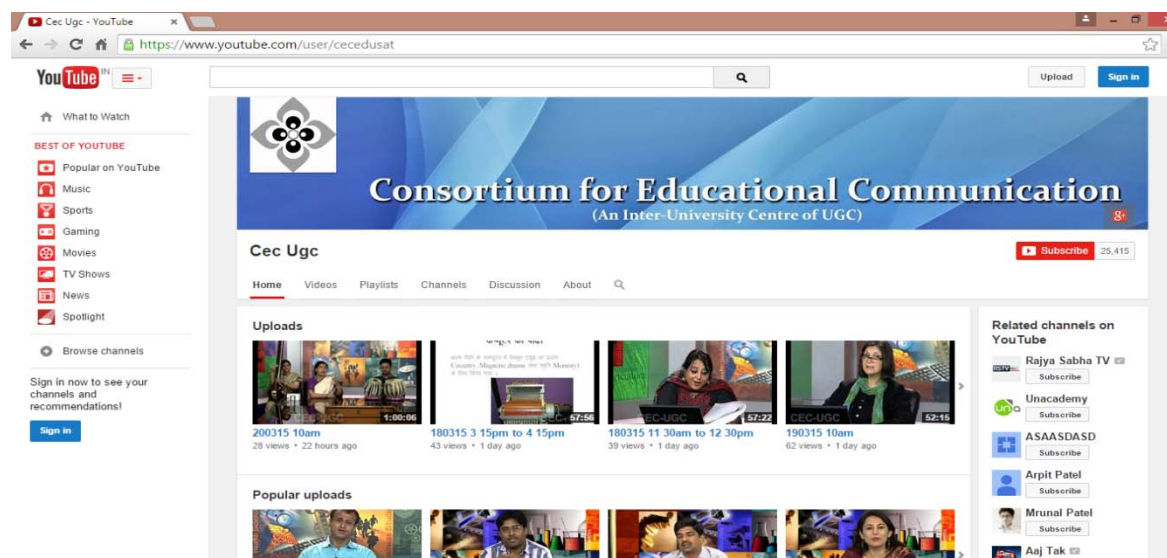 Cec Ugc - YouTube
https://www.youtube.com/user/cecedusat
YouTube IN
Upload
Sign in
What to Watch
BEST OF YOUTUBE
Popular on YouTube
Music
Sports
Gaming
Movies
TV Shows
News
Spotlight
Browse channels
Sign in now to see your
channels and
recommendations!
Sign in
Consortium for Educational Communication
(An Inter-University Centre of UGC)
8+
Cec Ugc
Subscribe 25,415
Home Videos Playlists Channels Discussion About
Uploads
1:00:06
200315 10am
28 views • 22 hours ago
57:56
180315 3 15pm to 4 15pm
43 views • 1 day ago
CEC-UGC 57:22
180315 11 30am to 12 30pm
39 views • 1 day ago
CEC-UGC 52:15
190315 10am
62 views • 1 day ago
Popular uploads
Related channels on
YouTube
Rajya Sabha TV
Subscribe
Unacademy
Subscribe
ASAASDASD
Subscribe
Arpit Patel
Subscribe
Mrunal Patel
Subscribe
Aaj Tak